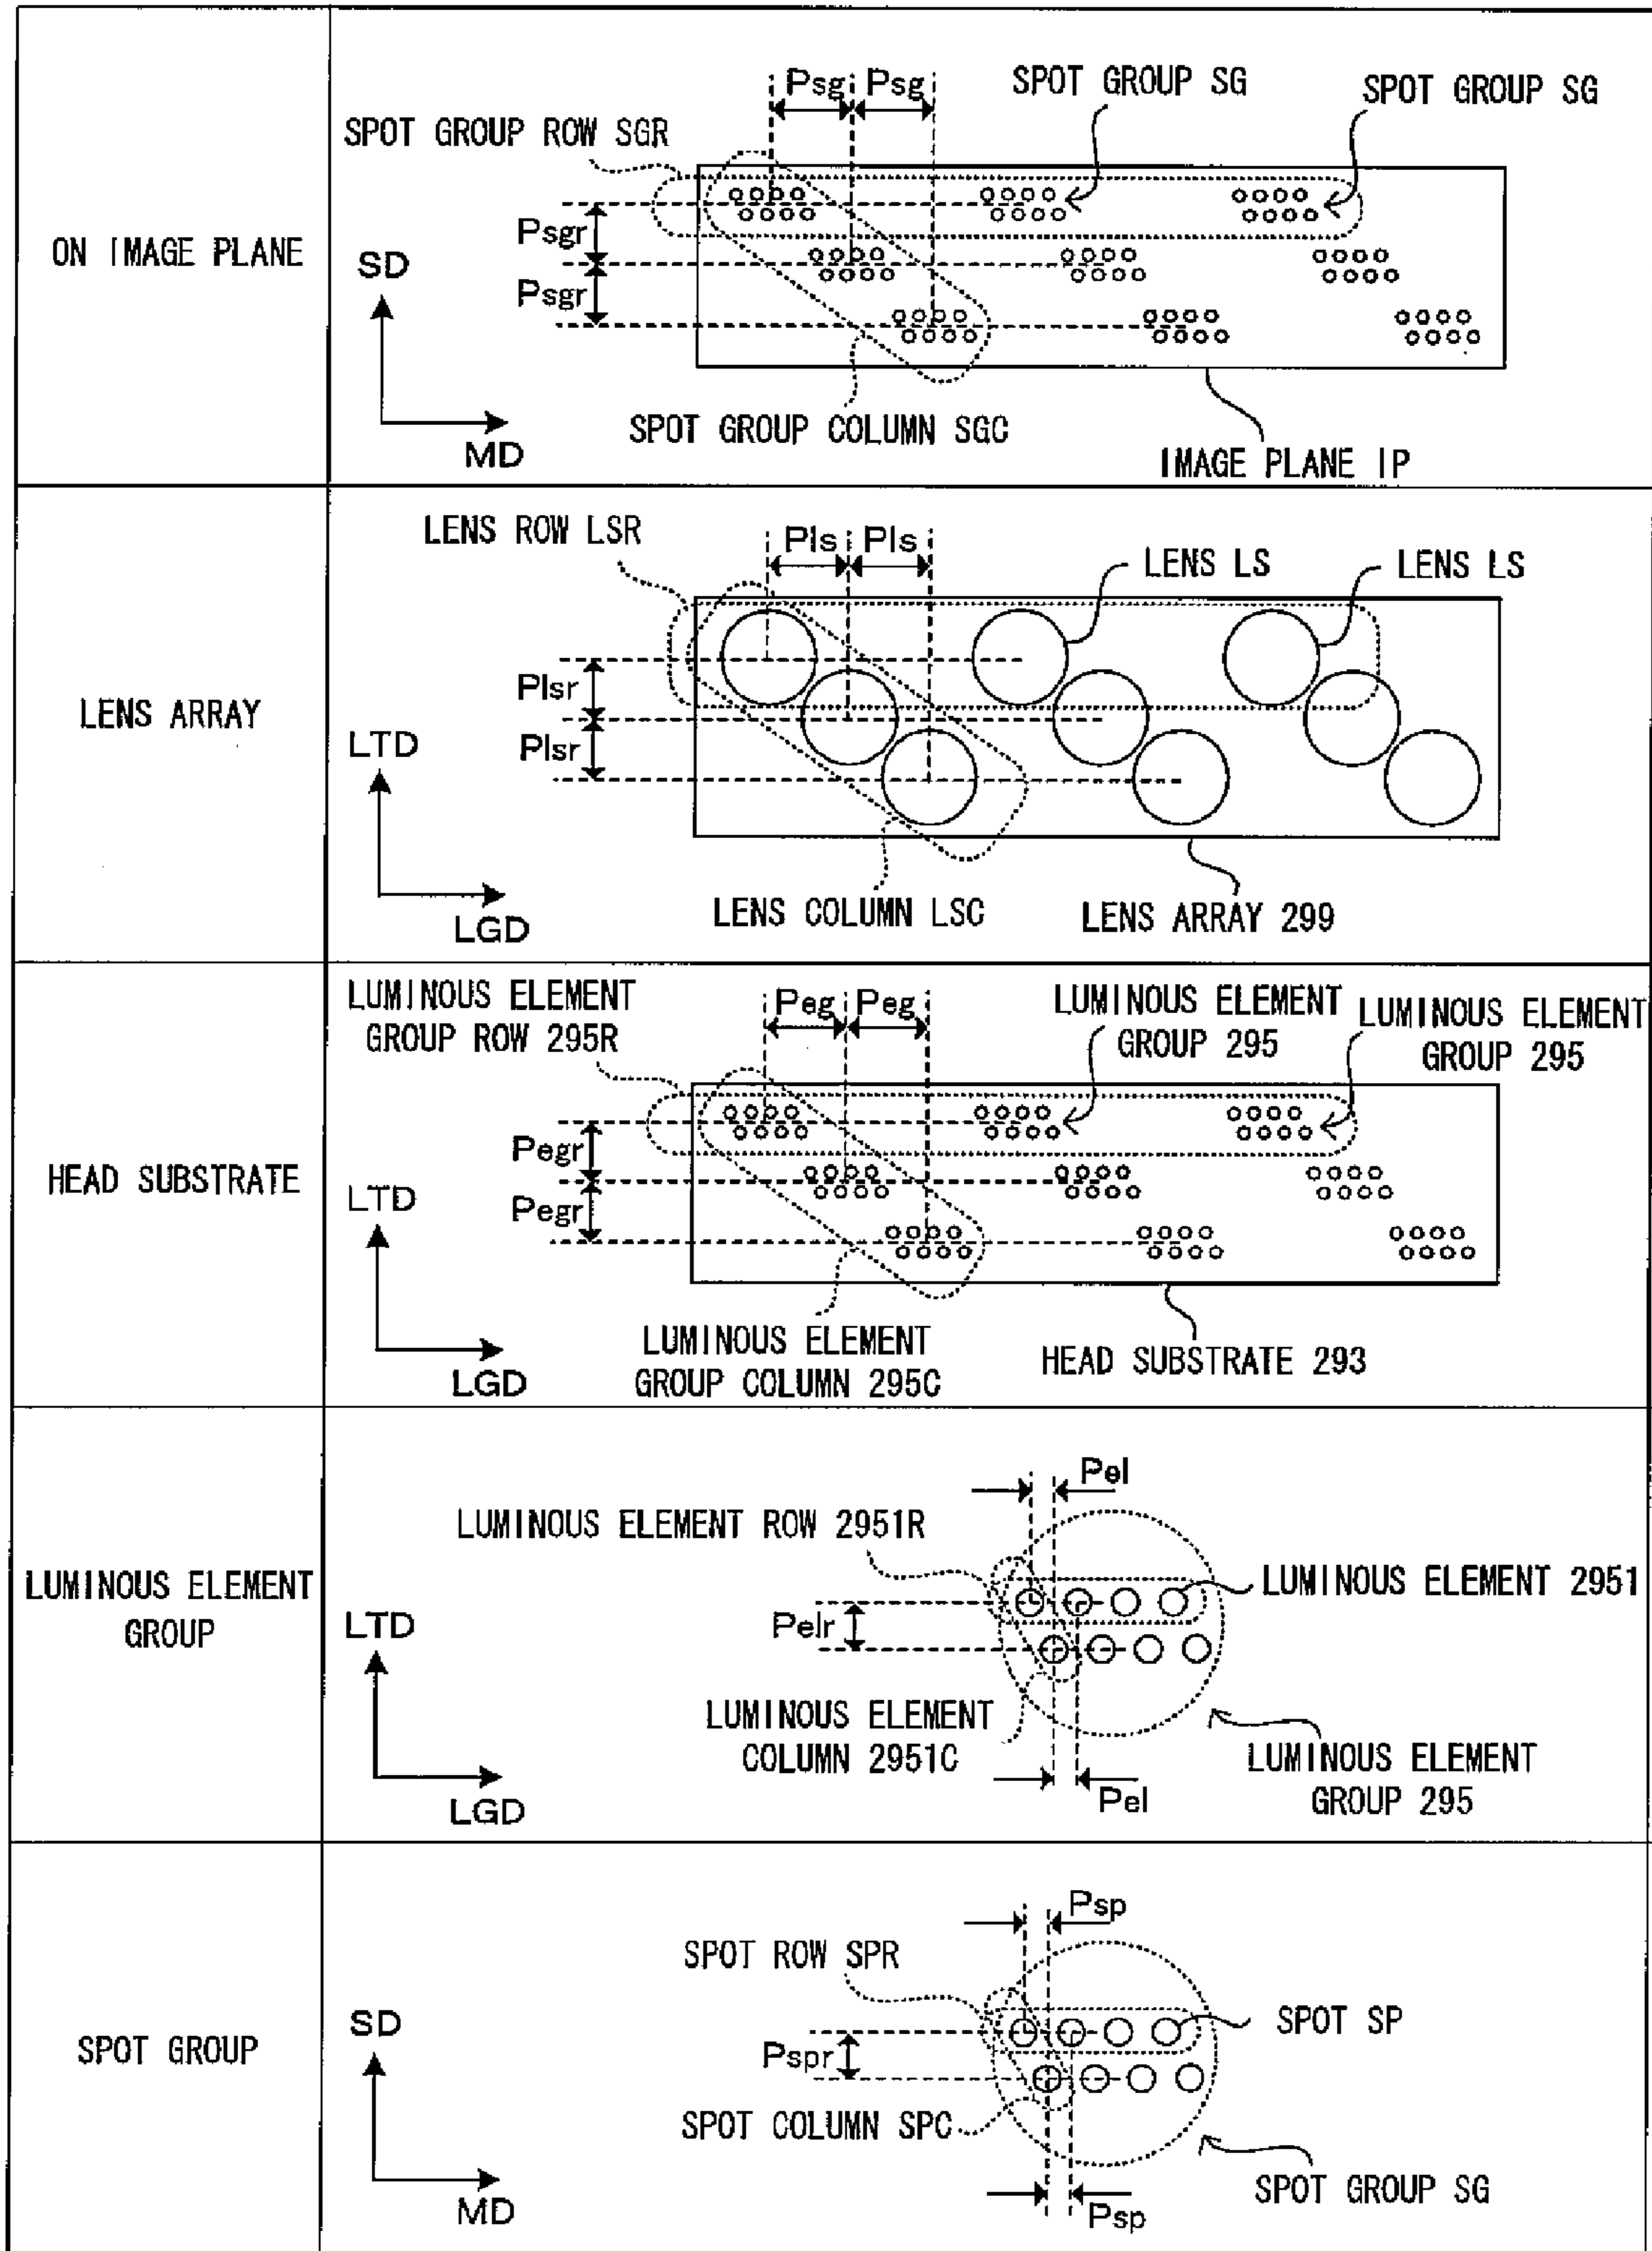 ON IMAGE PLANE
Psg
Psg
SPOT GROUP SG
SPOT GROUP SG
SPOT GROUP ROW SGR
Psgr
Psgr
SD
MD
SPOT GROUP COLUMN SGC
IMAGE PLANE IP
LENS ARRAY
LENS ROW LSR
Pls
Pls
LENS LS
LENS LS
Plsr
Plsr
LTD
LGD
LENS COLUMN LSC
LENS ARRAY 299
HEAD SUBSTRATE
LUMINOUS ELEMENT
GROUP ROW 295R
Peg
Peg
LUMINOUS ELEMENT
GROUP 295
LUMINOUS ELEMENT
GROUP 295
Pegr
Pegr
LTD
LGD
LUMINOUS ELEMENT
GROUP COLUMN 295C
HEAD SUBSTRATE 293
LUMINOUS ELEMENT
GROUP
Pel
LUMINOUS ELEMENT ROW 2951R
LUMINOUS ELEMENT 2951
Pelr
LTD
LGD
LUMINOUS ELEMENT
COLUMN 2951C
Pel
LUMINOUS ELEMENT
GROUP 295
SPOT GROUP
Psp
SPOT ROW SPR
SPOT SP
Pspr
SD
MD
SPOT COLUMN SPC
Psp
SPOT GROUP SG